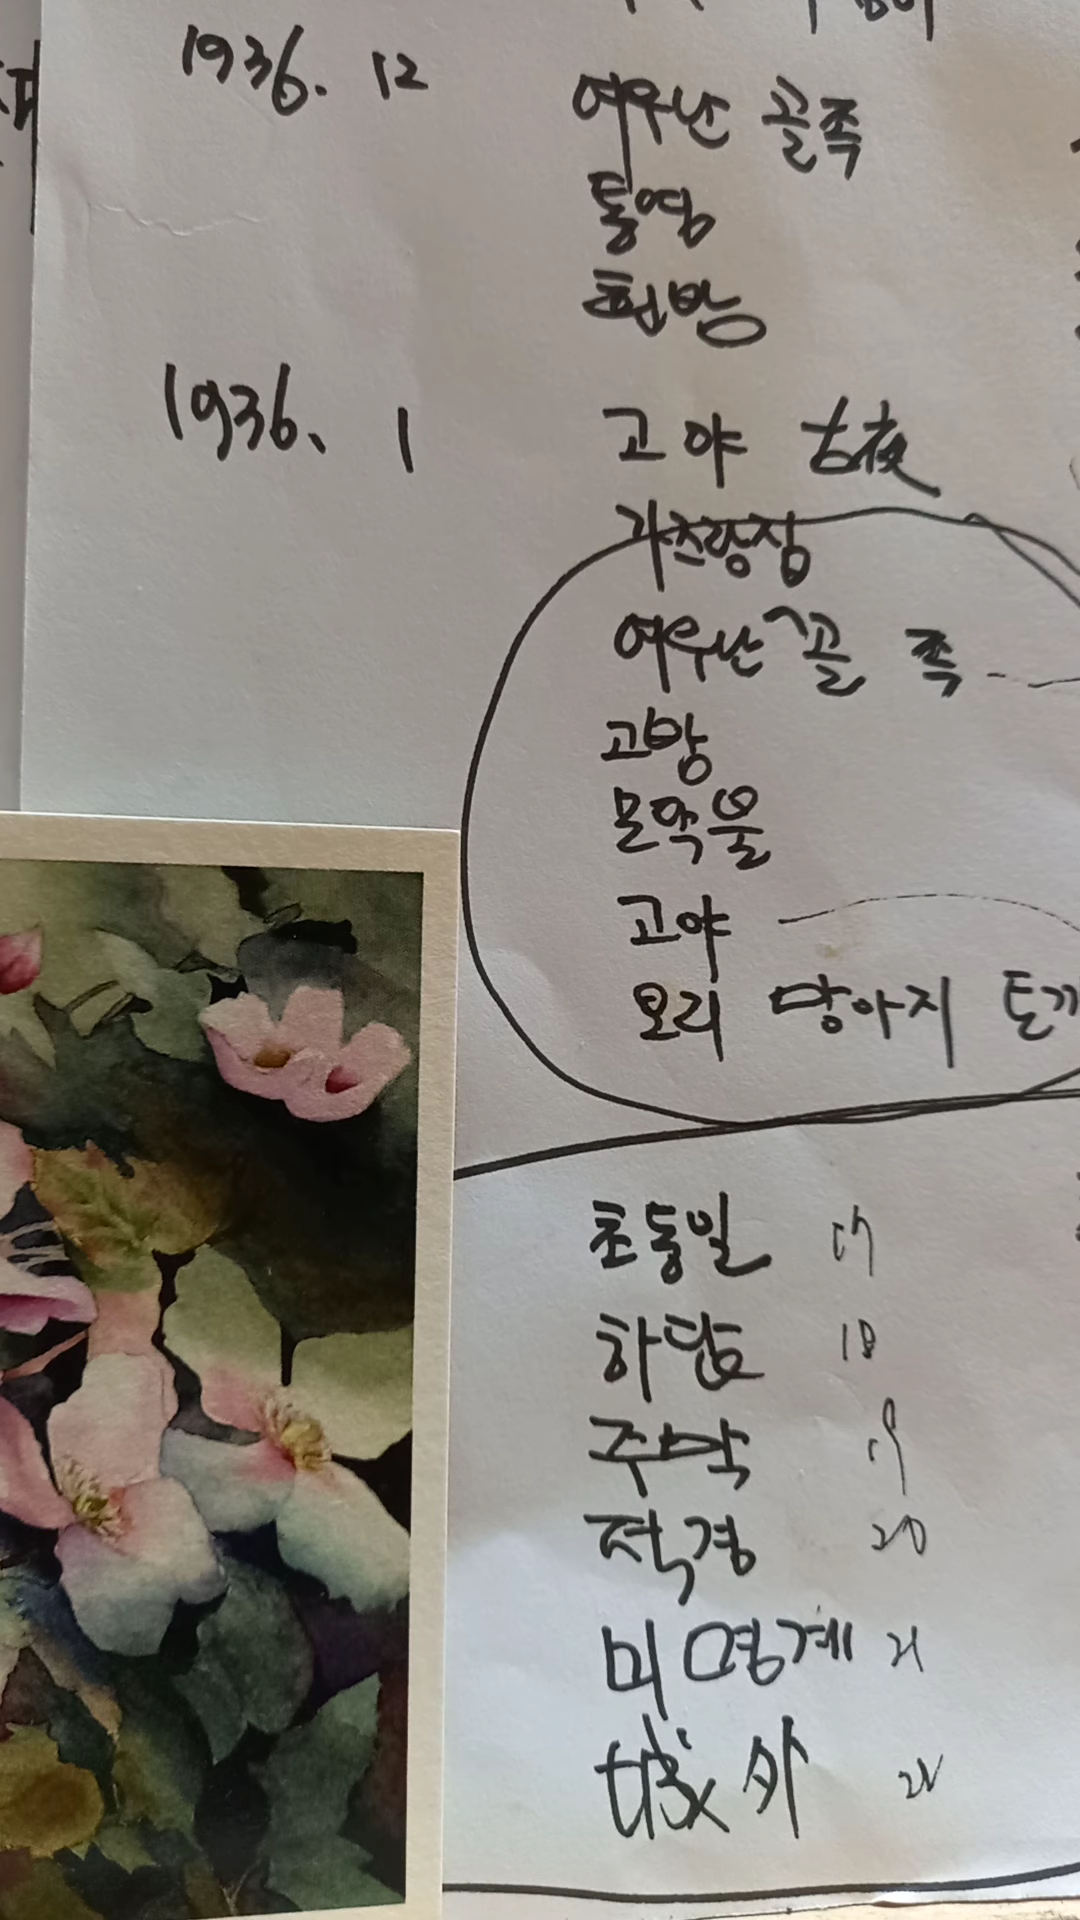 1936. 12
여우난 골족
통영
흰밤
1936. 1
고야 古夜
가즈랑집
여우난 골 족
고방
모닥불
고야
오리 망아지 토끼
초동일 17
하답 18
주막 19
적경 20
미명계 21
城外 22